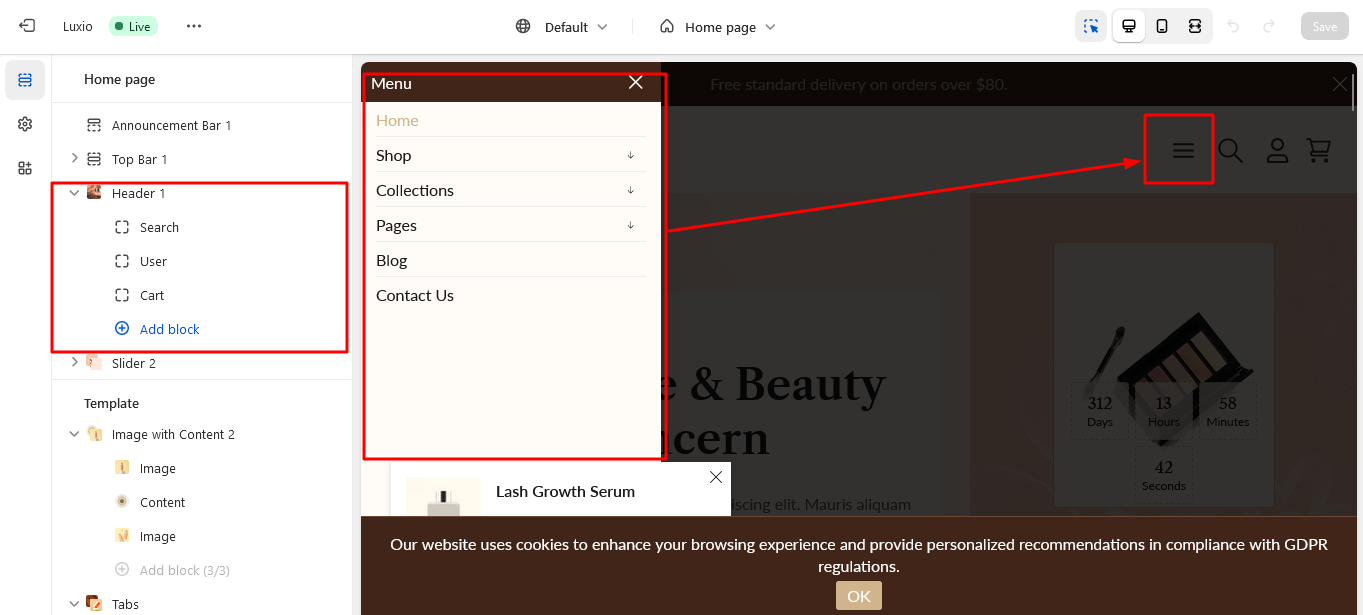 Luxio
Live
Default
Home page
Save
Home page
Announcement Bar 1
Top Bar 1
Header 1
Search
User
Cart
Add block
Slider 2
Template
Image with Content 2
Image
Content
Image
Add block (3/3)
Tabs
Menu
Free standard delivery on orders over $80.
Home
Shop
Collections
Pages
Blog
Contact Us
& Beauty
312
Days
13
Hours
58
Minutes
42
Seconds
elit. Mauris aliquam
Lash Growth Serum
Our website uses cookies to enhance your browsing experience and provide personalized recommendations in compliance with GDPR
regulations.
OK